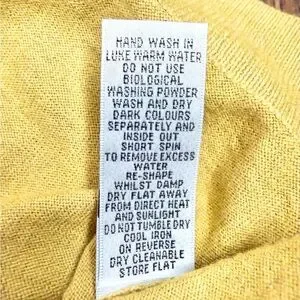 HAND WASH IN
LUKE WARM WATER
DO NOT USE
BIOLOGICAL
WASHING POWDER
WASH AND DRY
DARK COLOURS
SEPARATELY AND
INSIDE OUT
SHORT SPIN
TO REMOVE EXCESS
WATER
RE-SHAPE
WHILST DAMP
DRY FLAT AWAY
FROM DIRECT HEAT
AND SUNLIGHT
DO NOT TUMBLE DRY
COOL IRON
ON REVERSE
DRY CLEANABLE
STORE FLAT